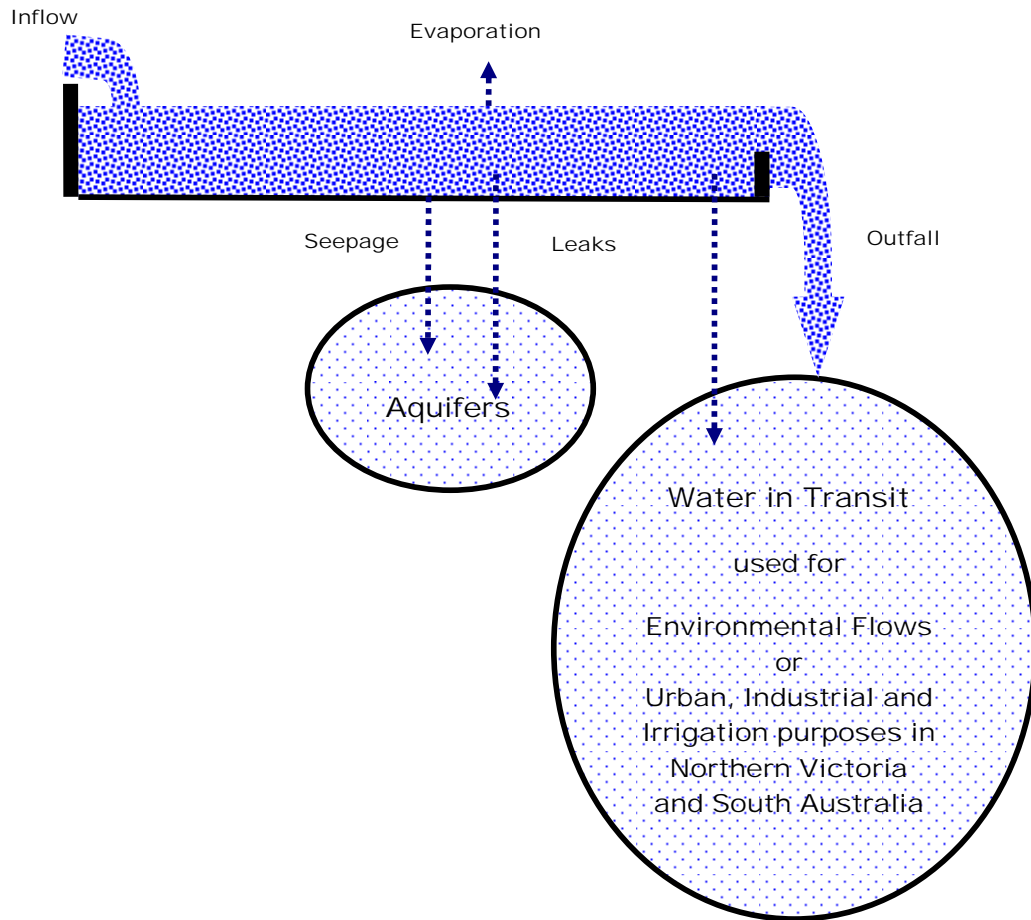 Inflow
Evaporation
Seepage
Leaks
Outfall
Aquifers
Water in Transit
used for
Environmental Flows
or
Urban, Industrial and
Irrigation purposes in
Northern Victoria
and South Australia